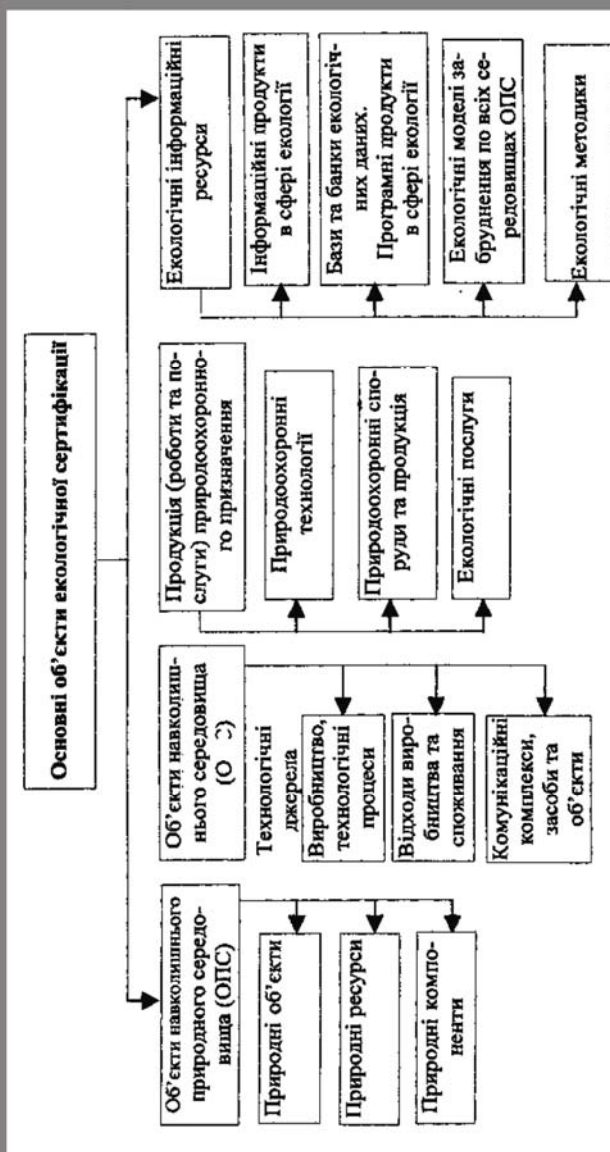 Основні об’єкти екологічної сертифікації
Об’єкти навколишнього
природного середо-
вища (ОПС)
Природні об’єкти
Природні ресурси
Природні компо-
ненти
Об’єкти навколиш-
нього середовища
(О С)
Технологічні
джерела
Виробництво,
технологічні
процеси
Відходи виро-
бництва та
споживання
Комунікаційні
комплекси,
засоби та
об’єкти
Продукція (роботи та по-
слуги) природоохоронно-
го призначення
Природоохоронні
технології
Природоохоронні спо-
руди та продукція
Екологічні послуги
Екологічні інформаційні
ресурси
Інформаційні продукти
в сфері екології
Бази та банки екологіч-
них даних.
Програмні продукти
в сфері екології
Екологічні моделі за-
бруднення по всіх се-
редовищах ОПС
Екологічні методики